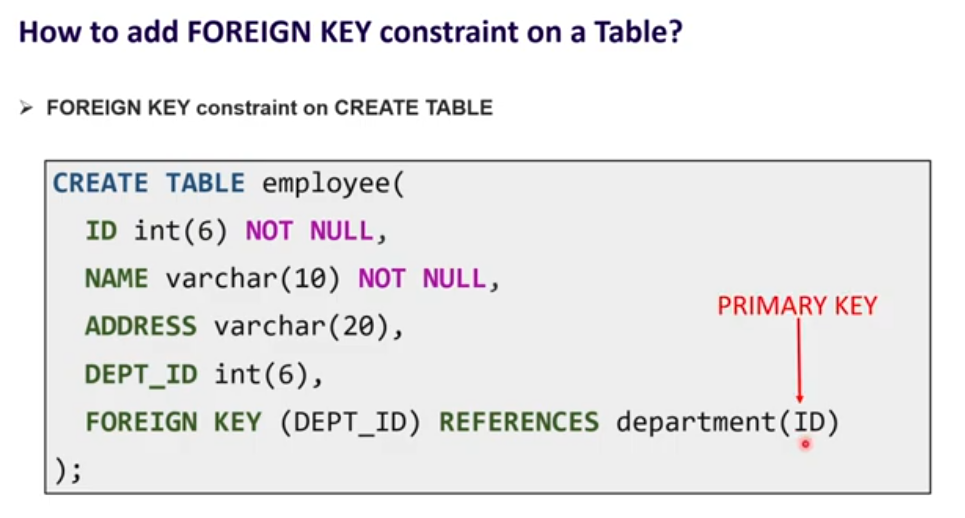 How to add FOREIGN KEY constraint on a Table?
➢ FOREIGN KEY constraint on CREATE TABLE
CREATE TABLE employee(
ID int(6) NOT NULL,
NAME varchar(10) NOT NULL,
PRIMARY KEY
ADDRESS varchar(20),
DEPT_ID int(6),
FOREIGN KEY (DEPT_ID) REFERENCES department(ID)
);